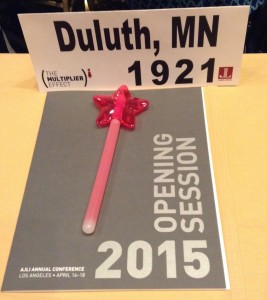 Duluth, MN
(THE
MULTIPLIER
EFFECT)
1921
OPENING
SESSION
2015
AJLI ANNUAL CONFERENCE
LOS ANGELES • APRIL 16-18